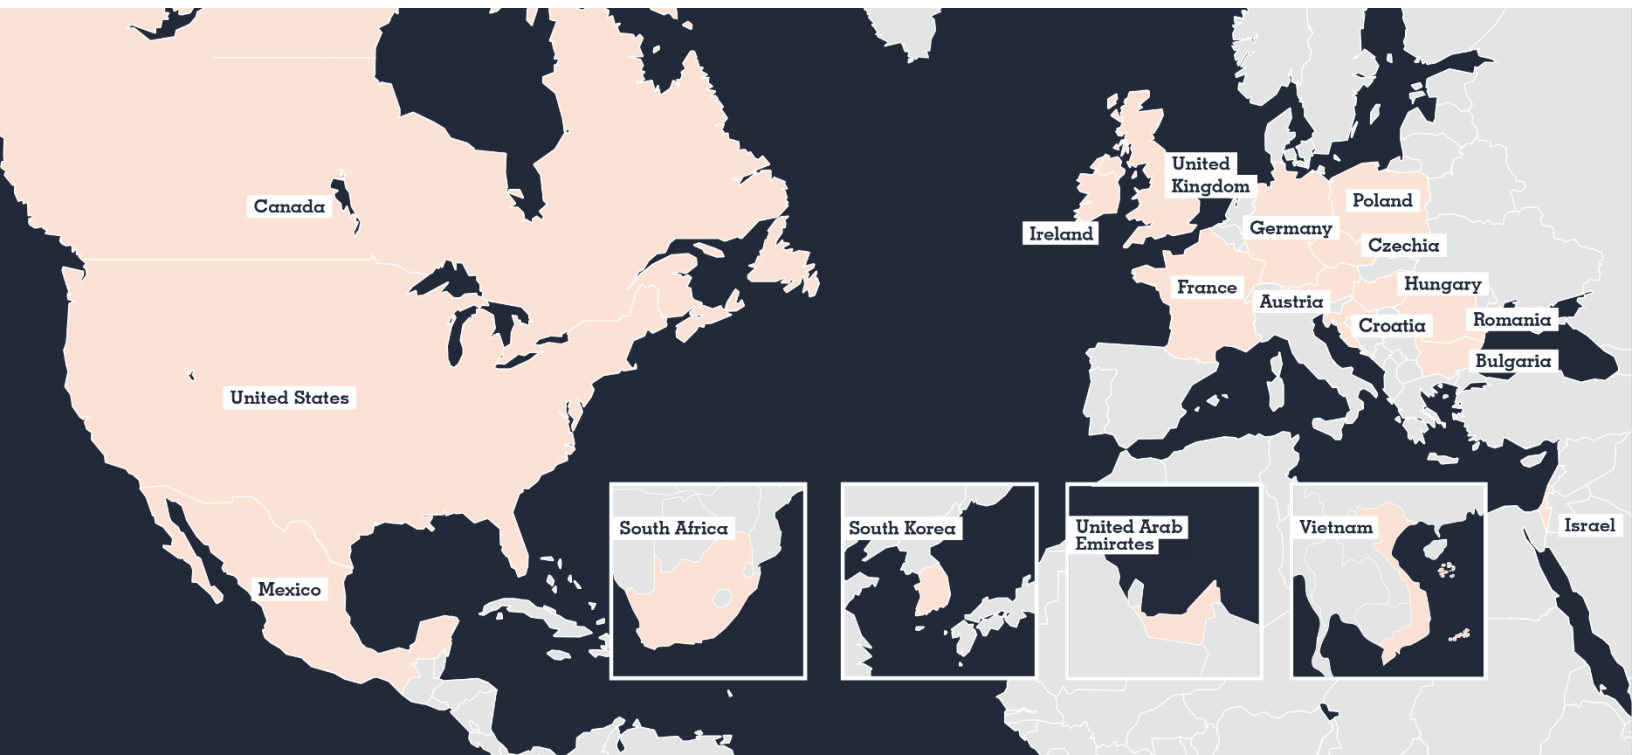 Canada
United States
Mexico
United
Kingdom
Ireland
Poland
Germany
Czechia
France
Hungary
Austria
Croatia
Romania
Bulgaria
South Africa
South Korea
United Arab
Emirates
Vietnam
Israel